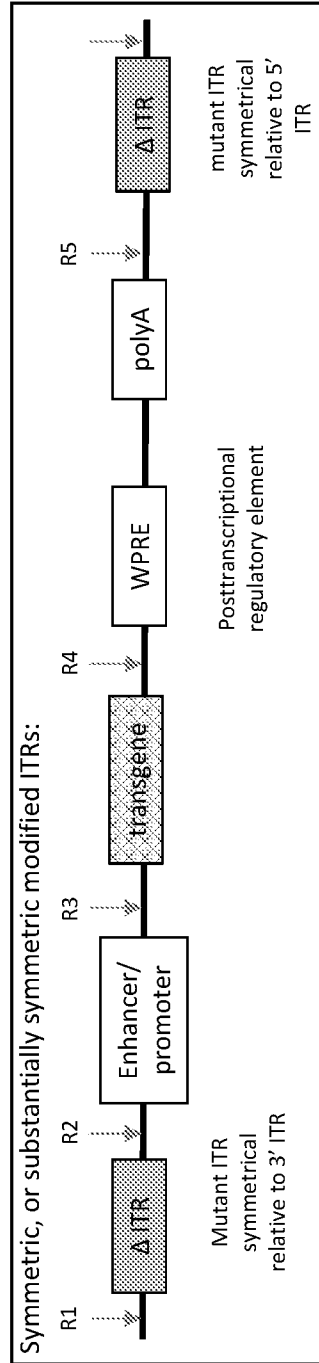 Symmetric, or substantially symmetric modified ITRs:
R1
R2
R3
R4
R5
Δ ITR
Enhancer/
promoter
transgene
WPRE
polyA
Δ ITR
Mutant ITR
symmetrical
relative to 3' ITR
Posttranscriptional
regulatory element
mutant ITR
symmetrical
relative to 5'
ITR